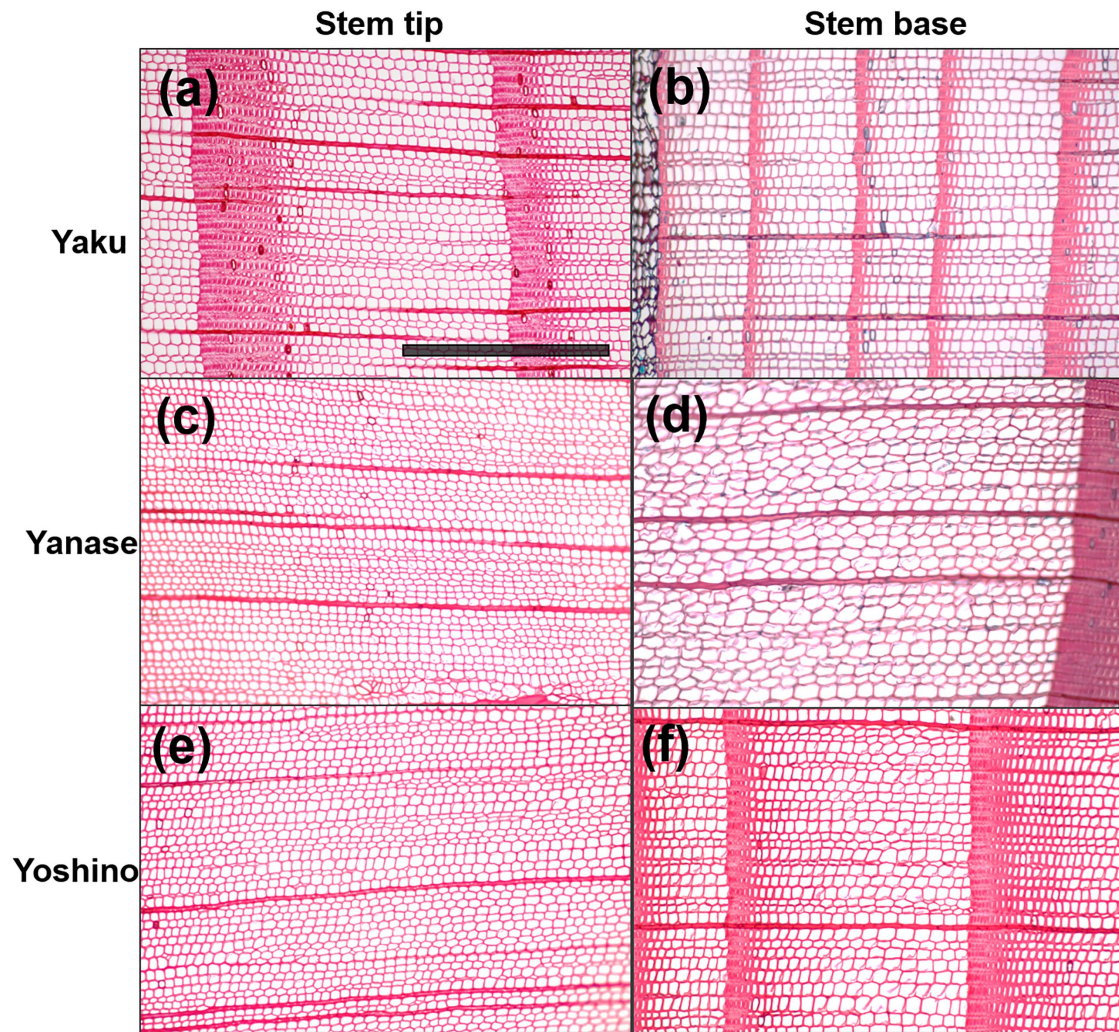 Stem tip
Stem base
(a)
(b)
Yaku
(c)
(d)
Yanase
(e)
(f)
Yoshino